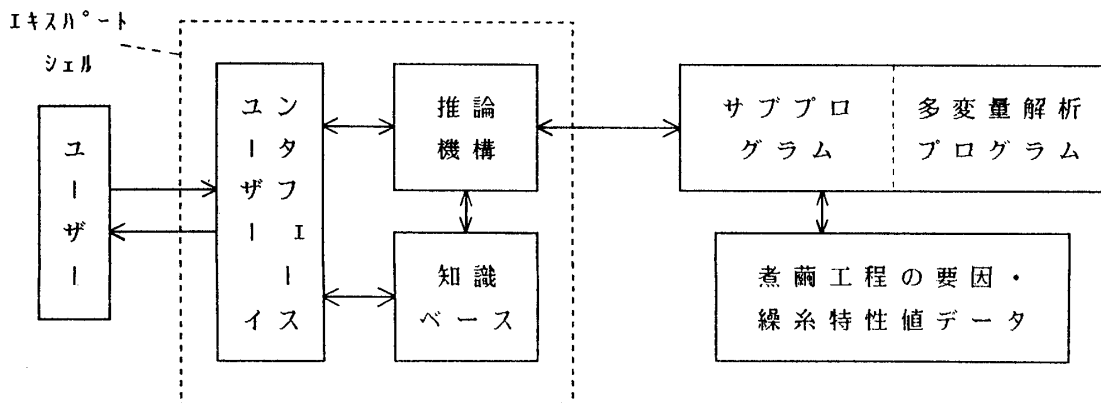 エキスパート
シェル
ユーザー
ユーザーイ
ンタフェース
推論
機構
知識
ベース
サブプロ
グラム
多変量解析
プログラム
煮繭工程の要因・
繰糸特性値データ